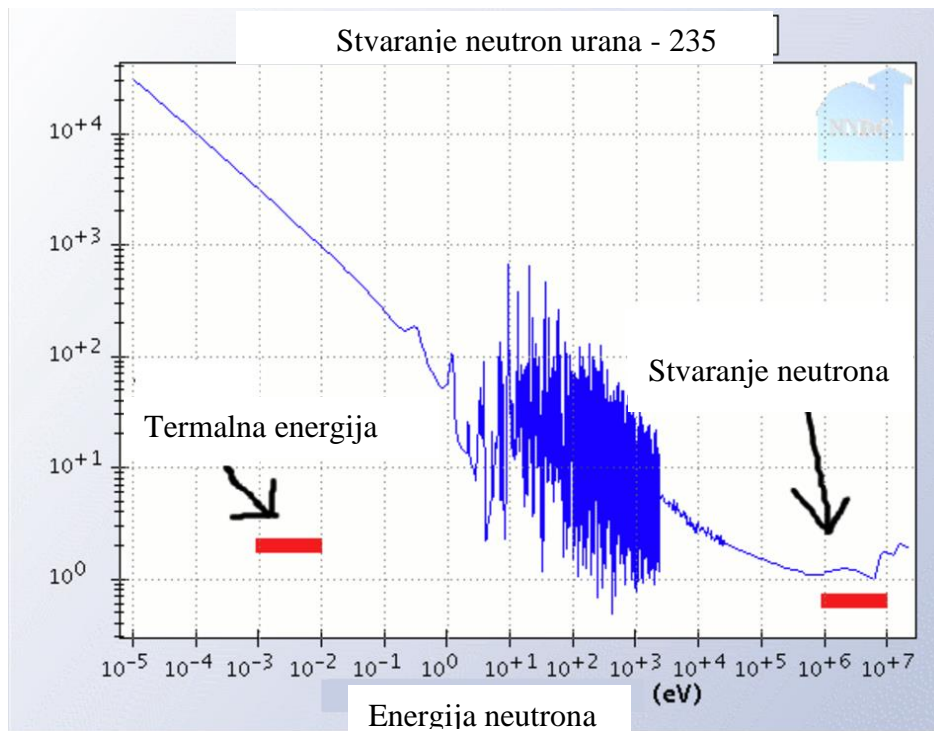 Stvaranje neutron urana - 235
10+4
10+3
10+2
Stvaranje neutrona
Termalna energija
10+1
100
10-5 10-4 10-3 10-2 10-1 100 10+1 10+2 10+3 10+4 10+5 10+6 10+7
(eV)
Energija neutrona